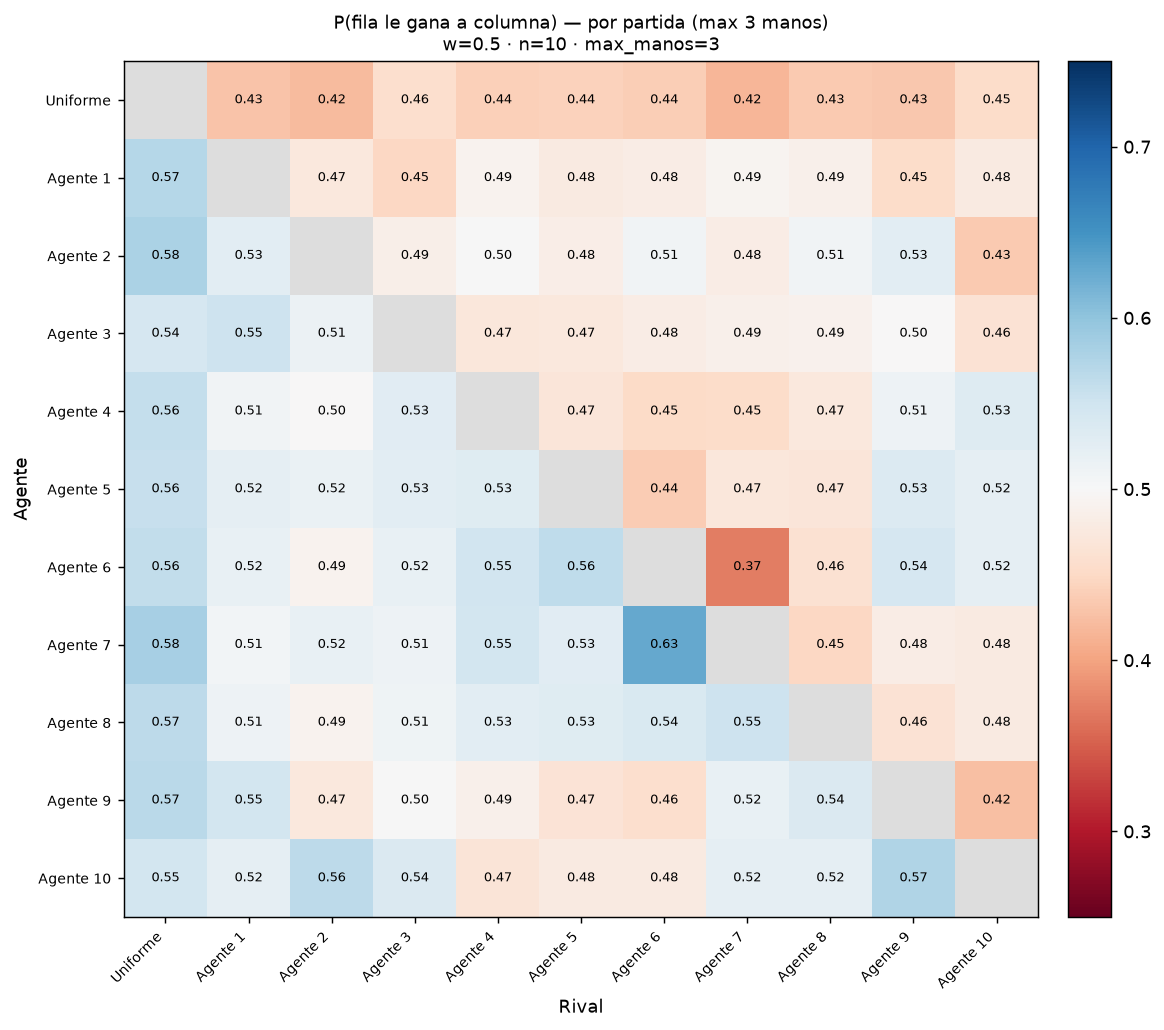 P(fila le gana a columna) — por partida (max 3 manos)
w=0.5 · n=10 · max_manos=3
Uniforme 0.43 0.42 0.46 0.44 0.44 0.44 0.42 0.43 0.43 0.45
Agente 1 0.57 0.47 0.45 0.49 0.48 0.48 0.49 0.49 0.45 0.48
Agente 2 0.58 0.53 0.49 0.50 0.48 0.51 0.48 0.51 0.53 0.43
Agente 3 0.54 0.55 0.51 0.47 0.47 0.48 0.49 0.49 0.50 0.46
Agente 4 0.56 0.51 0.50 0.53 0.47 0.45 0.45 0.47 0.51 0.53
Agente 5 0.56 0.52 0.52 0.53 0.53 0.44 0.47 0.47 0.53 0.52
Agente 6 0.56 0.52 0.49 0.52 0.55 0.56 0.37 0.46 0.54 0.52
Agente 7 0.58 0.51 0.52 0.51 0.55 0.53 0.63 0.45 0.48 0.48
Agente 8 0.57 0.51 0.49 0.51 0.53 0.53 0.54 0.55 0.46 0.48
Agente 9 0.57 0.55 0.47 0.50 0.49 0.47 0.46 0.52 0.54 0.42
Agente 10 0.55 0.52 0.56 0.54 0.47 0.48 0.48 0.52 0.52 0.57
Uniforme Agente 1 Agente 2 Agente 3 Agente 4 Agente 5 Agente 6 Agente 7 Agente 8 Agente 9 Agente 10
Rival
Agente
0.7
0.6
0.5
0.4
0.3